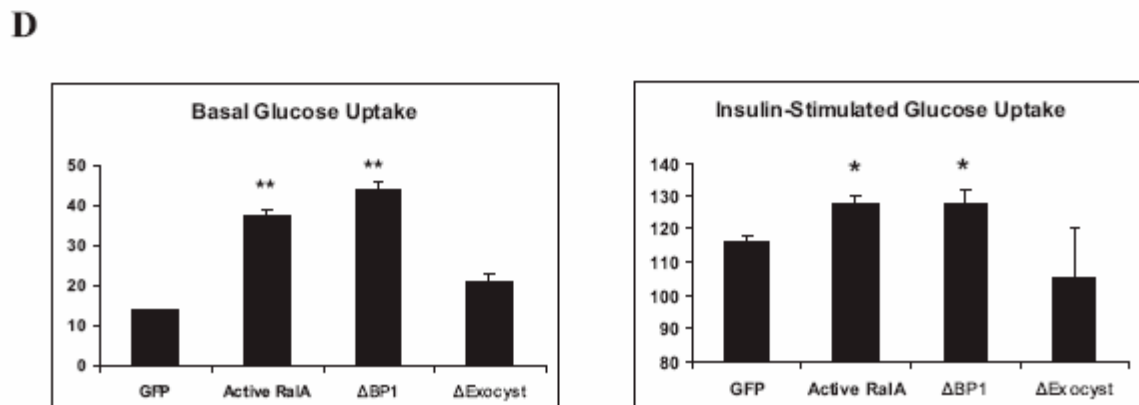 D
Basal Glucose Uptake
50
40
30
20
10
0
**
**
GFP
Active RalA
ΔBP1
ΔExocyst
Insulin-Stimulated Glucose Uptake
140
130
120
110
100
90
80
*
*
GFP
Active RalA
ΔBP1
ΔExocyst